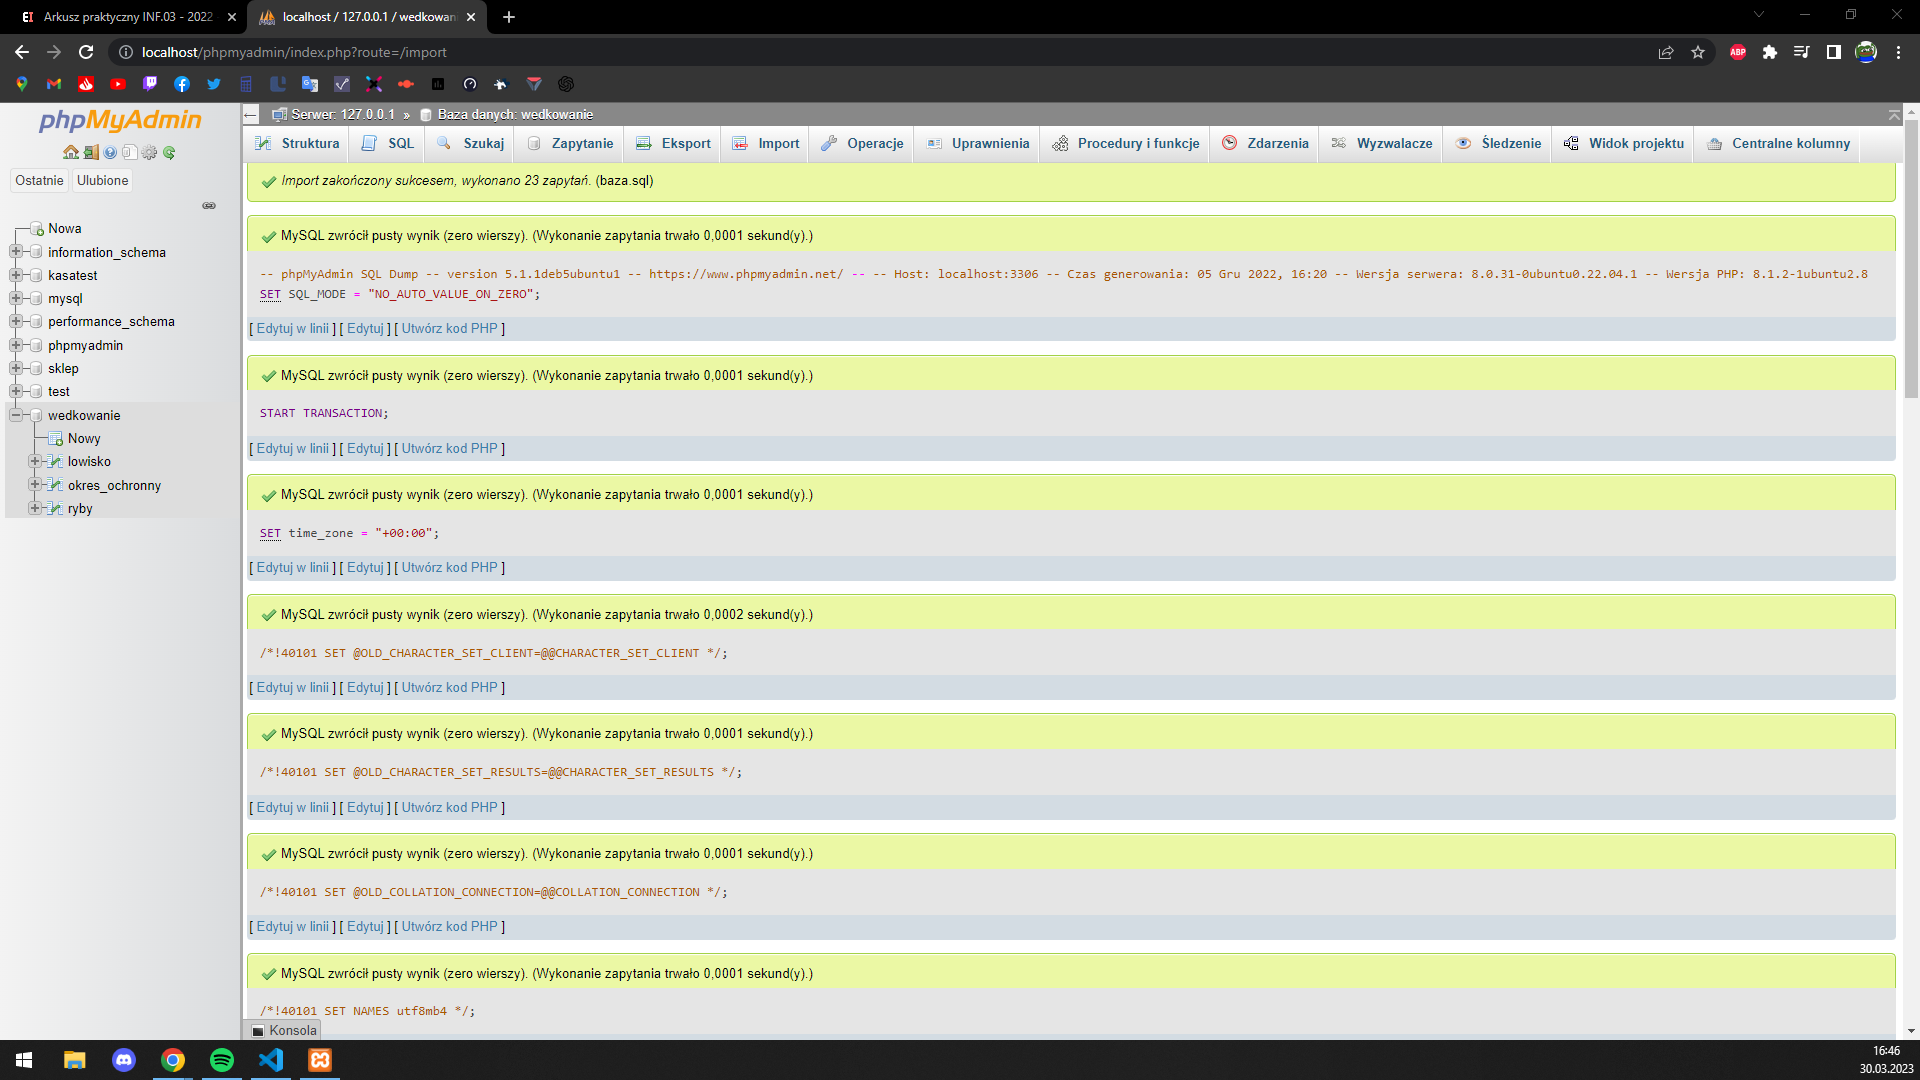 Arkusz praktyczny INF.03 - 2022
localhost / 127.0.0.1 / wedkowan
localhost/phpmyadmin/index.php?route=/import
ABP
phpMyAdmin
Ostatnie
Ulubione
Nowa
information_schema
kasatest
mysql
performance_schema
phpmyadmin
sklep
test
wedkowanie
Nowy
lowisko
okres_ochronny
ryby
Serwer: 127.0.0.1 » Baza danych: wedkowanie
Struktura SQL Szukaj Zapytanie Eksport Import Operacje Uprawnienia Procedury i funkcje Zdarzenia Wyzwalacze Śledzenie Widok projektu Centralne kolumny
Import zakończony sukcesem, wykonano 23 zapytań. (baza.sql)
MySQL zwrócił pusty wynik (zero wierszy). (Wykonanie zapytania trwało 0,0001 sekund(y).)
-- phpMyAdmin SQL Dump -- version 5.1.1deb5ubuntu1 -- https://www.phpmyadmin.net/ -- -- Host: localhost:3306 -- Czas generowania: 05 Gru 2022, 16:20 -- Wersja serwera: 8.0.31-0ubuntu0.22.04.1 -- Wersja PHP: 8.1.2-1ubuntu2.8
SET SQL_MODE = "NO_AUTO_VALUE_ON_ZERO";
[ Edytuj w linii ] [ Edytuj ] [ Utwórz kod PHP ]
MySQL zwrócił pusty wynik (zero wierszy). (Wykonanie zapytania trwało 0,0001 sekund(y).)
START TRANSACTION;
[ Edytuj w linii ] [ Edytuj ] [ Utwórz kod PHP ]
MySQL zwrócił pusty wynik (zero wierszy). (Wykonanie zapytania trwało 0,0001 sekund(y).)
SET time_zone = "+00:00";
[ Edytuj w linii ] [ Edytuj ] [ Utwórz kod PHP ]
MySQL zwrócił pusty wynik (zero wierszy). (Wykonanie zapytania trwało 0,0002 sekund(y).)
/*!40101 SET @OLD_CHARACTER_SET_CLIENT=@@CHARACTER_SET_CLIENT */;
[ Edytuj w linii ] [ Edytuj ] [ Utwórz kod PHP ]
MySQL zwrócił pusty wynik (zero wierszy). (Wykonanie zapytania trwało 0,0001 sekund(y).)
/*!40101 SET @OLD_CHARACTER_SET_RESULTS=@@CHARACTER_SET_RESULTS */;
[ Edytuj w linii ] [ Edytuj ] [ Utwórz kod PHP ]
MySQL zwrócił pusty wynik (zero wierszy). (Wykonanie zapytania trwało 0,0001 sekund(y).)
/*!40101 SET @OLD_COLLATION_CONNECTION=@@COLLATION_CONNECTION */;
[ Edytuj w linii ] [ Edytuj ] [ Utwórz kod PHP ]
MySQL zwrócił pusty wynik (zero wierszy). (Wykonanie zapytania trwało 0,0001 sekund(y).)
/*!40101 SET NAMES utf8mb4 */;
Konsola
16:46
30.03.2023